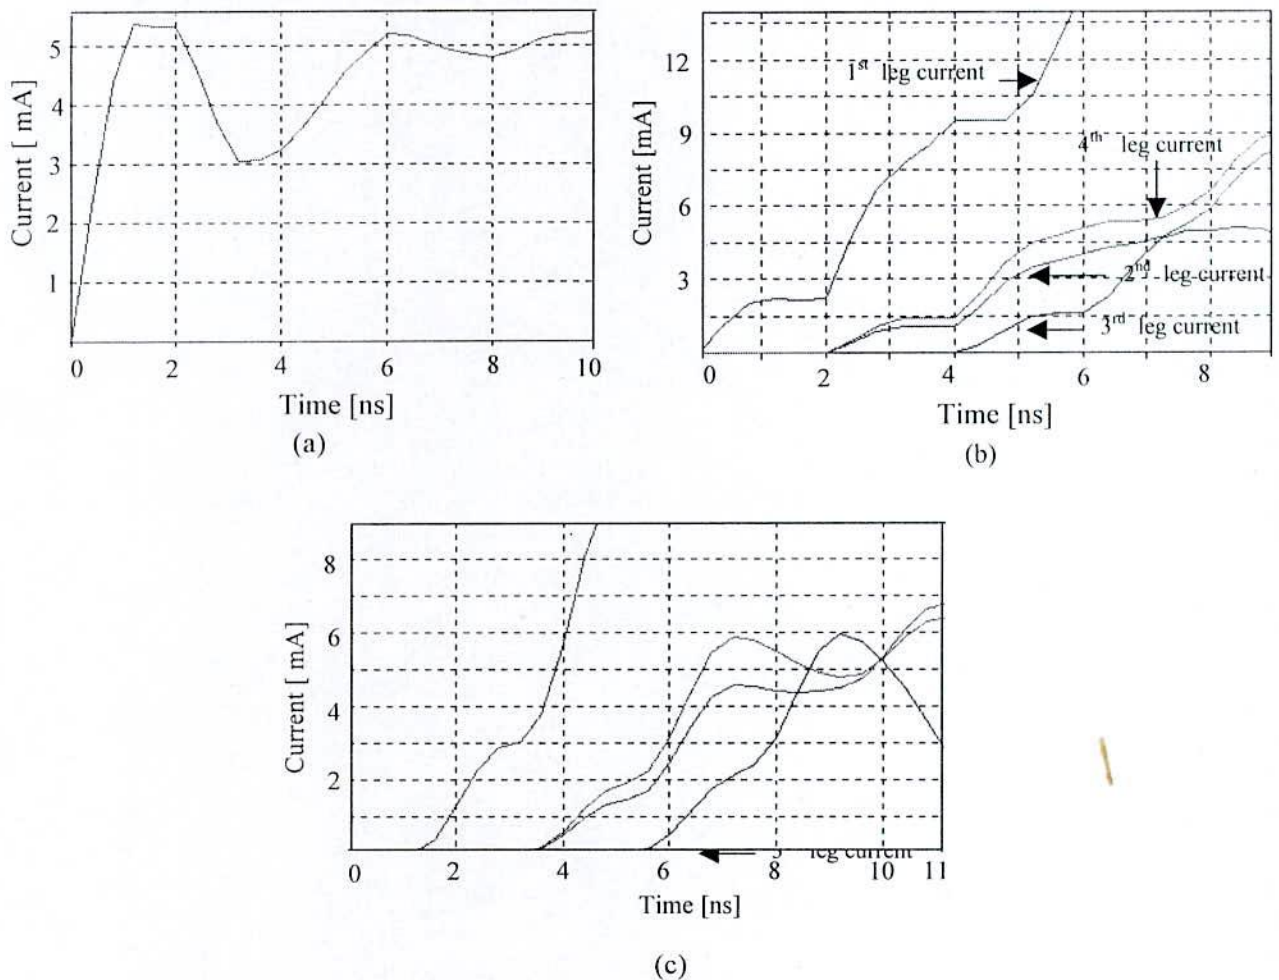 5
4
3
2
1
Current [ mA]
0 2 4 6 8 10
Time [ns]
(a)
12
9
6
3
Current [mA]
1st leg current
4th leg current
2nd leg current
3rd leg current
0 2 4 6 8
Time [ns]
(b)
8
6
4
2
Current [ mA]
leg current
0 2 4 6 8 10 11
Time [ns]
(c)